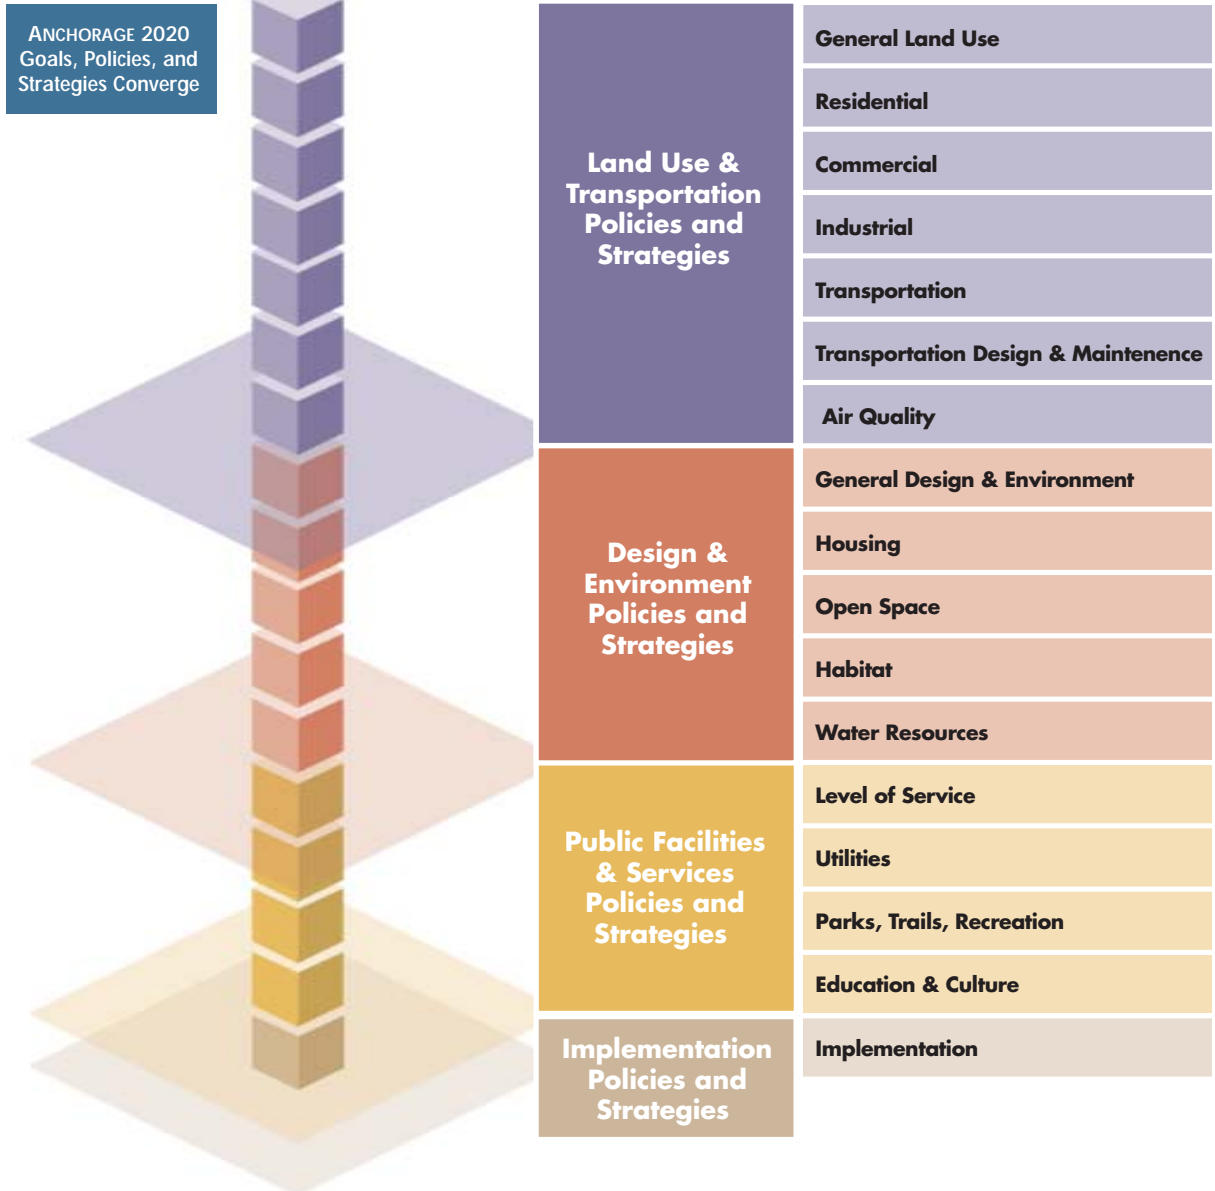 ANCHORAGE 2020
Goals, Policies, and
Strategies Converge
Land Use &
Transportation
Policies and
Strategies
General Land Use
Residential
Commercial
Industrial
Transportation
Transportation Design & Maintenence
Air Quality
Design &
Environment
Policies and
Strategies
General Design & Environment
Housing
Open Space
Habitat
Water Resources
Public Facilities
& Services
Policies and
Strategies
Level of Service
Utilities
Parks, Trails, Recreation
Education & Culture
Implementation
Policies and
Strategies
Implementation